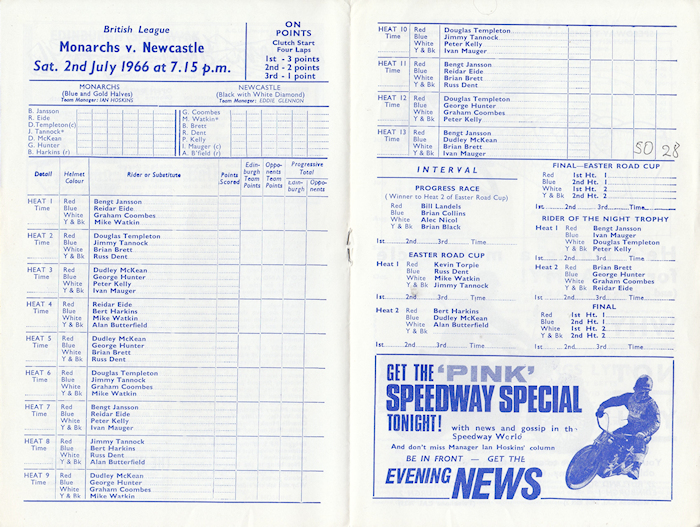 British League
Monarchs v. Newcastle
Sat. 2nd July 1966 at 7.15 p.m.
ON
POINTS
Clutch Start
Four Laps
1st - 3 points
2nd - 2 points
3rd - 1 point
MONARCHS
(Blue and Gold Halves)
Team Manager: IAN HOSKINS
NEWCASTLE
(Black with White Diamond)
Team Manager: EDDIE GLENNON
B. Jansson
R. Eide
D.Templeton(c)
J. Tannock*
D. McKean
G. Hunter
B. Harkins (r)
G. Coombes
M. Watkin*
B. Brett
R. Dent
P. Kelly
I. Mauger (c)
A. B'field (r)
Detail Helmet Colour Rider or Substitute Points Scored Edinburgh Team Points Opponents Team Points Progressive Total Edinburgh Opponents
HEAT 1 Red Bengt Jansson
Time Blue Reidar Eide
White Graham Coombes
Y & Bk Mike Watkin
HEAT 2 Red Douglas Templeton
Time Blue Jimmy Tannock
White Brian Brett
Y & Bk Russ Dent
HEAT 3 Red Dudley McKean
Time Blue George Hunter
White Peter Kelly
Y & Bk Ivan Mauger
HEAT 4 Red Reidar Eide
Time Blue Bert Harkins
White Mike Watkin
Y & Bk Alan Butterfield
HEAT 5 Red Dudley McKean
Time Blue George Hunter
White Brian Brett
Y & Bk Russ Dent
HEAT 6 Red Douglas Templeton
Time Blue Jimmy Tannock
White Graham Coombes
Y & Bk Mike Watkin
HEAT 7 Red Bengt Jansson
Time Blue Reidar Eide
White Peter Kelly
Y & Bk Ivan Mauger
HEAT 8 Red Jimmy Tannock
Time Blue Bert Harkins
White Russ Dent
Y & Bk Alan Butterfield
HEAT 9 Red Dudley McKean
Time Blue George Hunter
White Graham Coombes
Y & Bk Mike Watkin
HEAT 10 Red Douglas Templeton
Time Blue Jimmy Tannock
White Peter Kelly
Y & Bk Ivan Mauger
HEAT 11 Red Bengt Jansson
Time Blue Reidar Eide
White Brian Brett
Y & Bk Russ Dent
HEAT 12 Red Douglas Templeton
Time Blue George Hunter
White Graham Coombes
Y & Bk Peter Kelly
HEAT 13 Red Bengt Jansson
Time Blue Dudley McKean
White Brian Brett 50 28
Y & Bk Ivan Mauger
INTERVAL
PROGRESS RACE
(Winner to Heat 2 of Easter Road Cup)
Red Bill Landels
Blue Brian Collins
White Alec Nicol
Y & Bk Brian Black
1st 2nd 3rd Time
EASTER ROAD CUP
Heat 1 Red Kevin Torpie
Blue Russ Dent
White Mike Watkin
Y & Bk Jimmy Tannock
1st 2nd 3rd Time
Heat 2 Red Bert Harkins
Blue Dudley McKean
White Alan Butterfield
Y & Bk
1st 2nd 3rd Time
FINAL—EASTER ROAD CUP
Red 1st Ht. 1
Blue 2nd Ht. 1
White 1st Ht. 2
Y & Bk 2nd Ht. 2
1st 2nd 3rd Time
RIDER OF THE NIGHT TROPHY
Heat 1 Red Bengt Jansson
Blue Ivan Mauger
White Douglas Templeton
Y & Bk Peter Kelly
1st 2nd 3rd Time
Heat 2 Red Brian Brett
Blue George Hunter
White Graham Coombes
Y & Bk Reidar Eide
1st 2nd 3rd Time
FINAL
Red 1st Ht. 1
Blue 2nd Ht. 1
White 1st Ht. 2
Y & Bk 2nd Ht. 2
1st 2nd 3rd Time
GET THE 'PINK'
SPEEDWAY SPECIAL
TONIGHT! with news and gossip in the
Speedway World
And don't miss Manager Ian Hoskins' column
BE IN FRONT — GET THE
EVENING NEWS